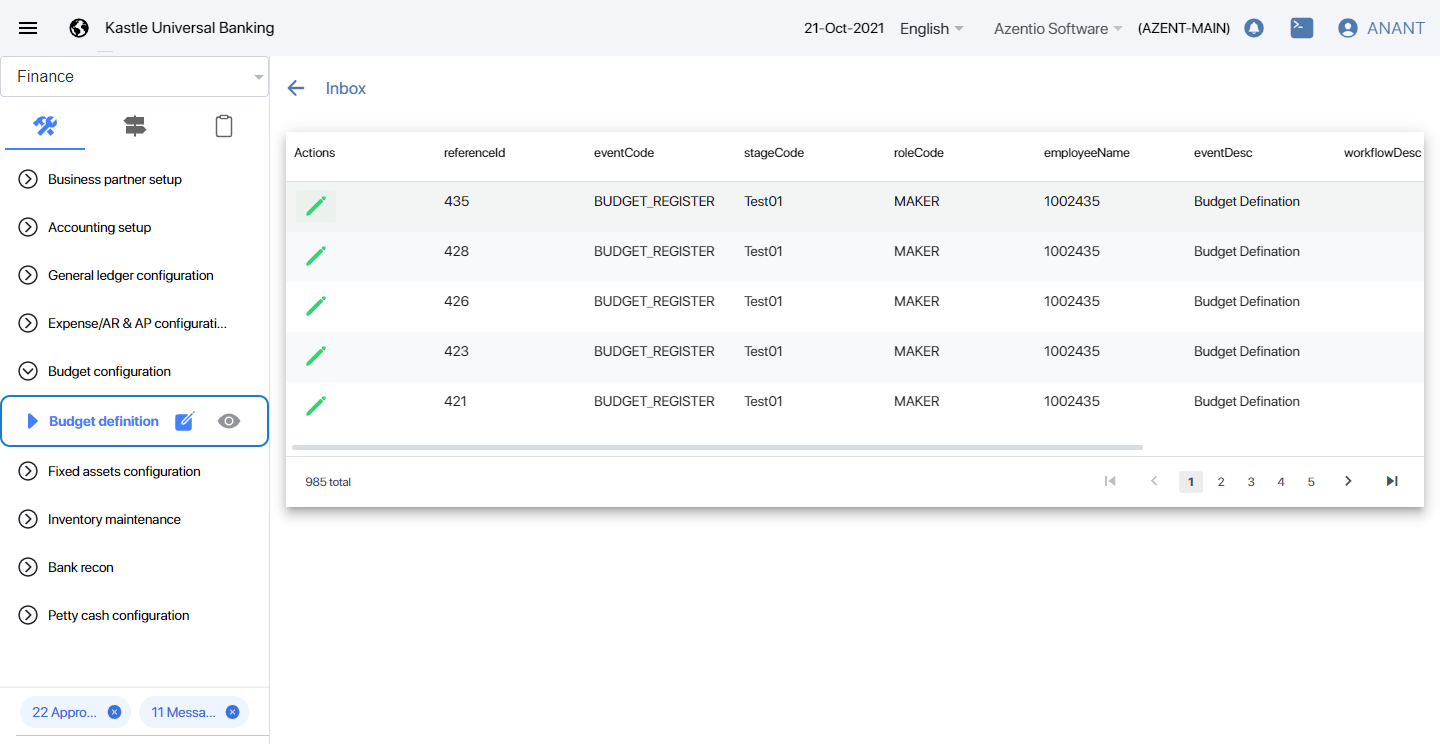 Kastle Universal Banking
21-Oct-2021 English Azentio Software (AZENT-MAIN) ANANT
Finance
Business partner setup
Accounting setup
General ledger configuration
Expense/AR & AP configurati...
Budget configuration
Budget definition
Fixed assets configuration
Inventory maintenance
Bank recon
Petty cash configuration
22 Appro... 11 Messa...
Inbox
Actions referenceId eventCode stageCode roleCode employeeName eventDesc workflowDesc
435 BUDGET_REGISTER Test01 MAKER 1002435 Budget Defination
428 BUDGET_REGISTER Test01 MAKER 1002435 Budget Defination
426 BUDGET_REGISTER Test01 MAKER 1002435 Budget Defination
423 BUDGET_REGISTER Test01 MAKER 1002435 Budget Defination
421 BUDGET_REGISTER Test01 MAKER 1002435 Budget Defination
985 total 1 2 3 4 5